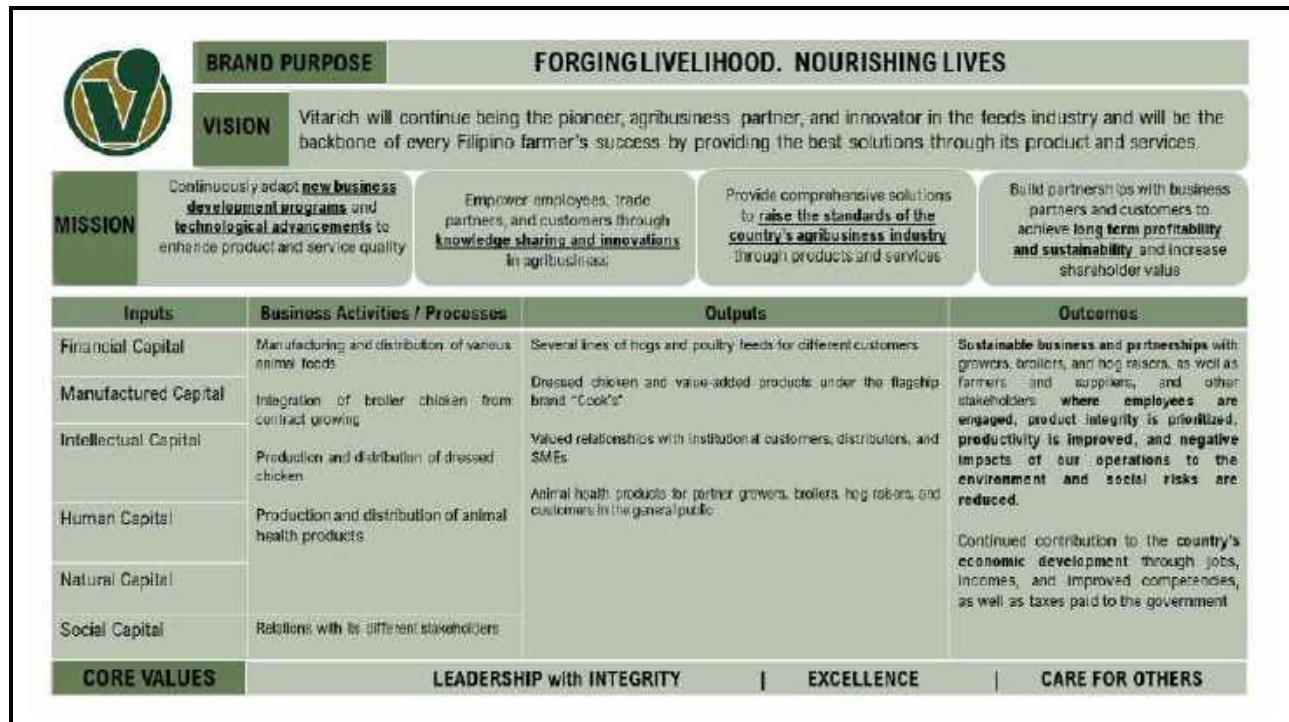 BRAND PURPOSE
FORGING LIVELIHOOD. NOURISHING LIVES
VISION
Vitarich will continue being the pioneer, agribusiness partner, and innovator in the feeds industry and will be the
backbone of every Filipino farmer's success by providing the best solutions through its product and services.
MISSION
Continuously adapt new business
development programs and
technological advancements to
enhance product and service quality
Empower employees, trade
partners, and customers through
knowledge sharing and innovations
in agribusiness
Provide comprehensive solutions
to raise the standards of the
country's agribusiness industry
through products and services
Build partnerships with business
partners and customers to
achieve long term profitability
and sustainability and increase
shareholder value
Inputs
Business Activities / Processes
Outputs
Outcomes
Financial Capital
Manufactured Capital
Intellectual Capital
Human Capital
Natural Capital
Social Capital
Manufacturing and distribution of various
animal feeds
Integration of broiler chicken from
contract growing
Production and distribution of dressed
chicken
Production and distribution of animal
health products
Relations with its different stakeholders
Several lines of hogs and poultry feeds for different customers
Dressed chicken and value-added products under the flagship
brand "Cook's"
Valued relationships with institutional customers, distributors, and
SMEs
Animal health products for partner growers, broilers, hog raisers, and
customers in the general public
Sustainable business and partnerships with
growers, broilers, and hog raisers, as well as
farmers and suppliers, and other
stakeholders where employees are
engaged, product integrity is prioritized,
productivity is improved, and negative
impacts of our operations to the
environment and social risks are
reduced.
Continued contribution to the country's
economic development through jobs,
incomes, and improved competencies,
as well as taxes paid to the government
CORE VALUES
LEADERSHIP with INTEGRITY | EXCELLENCE | CARE FOR OTHERS